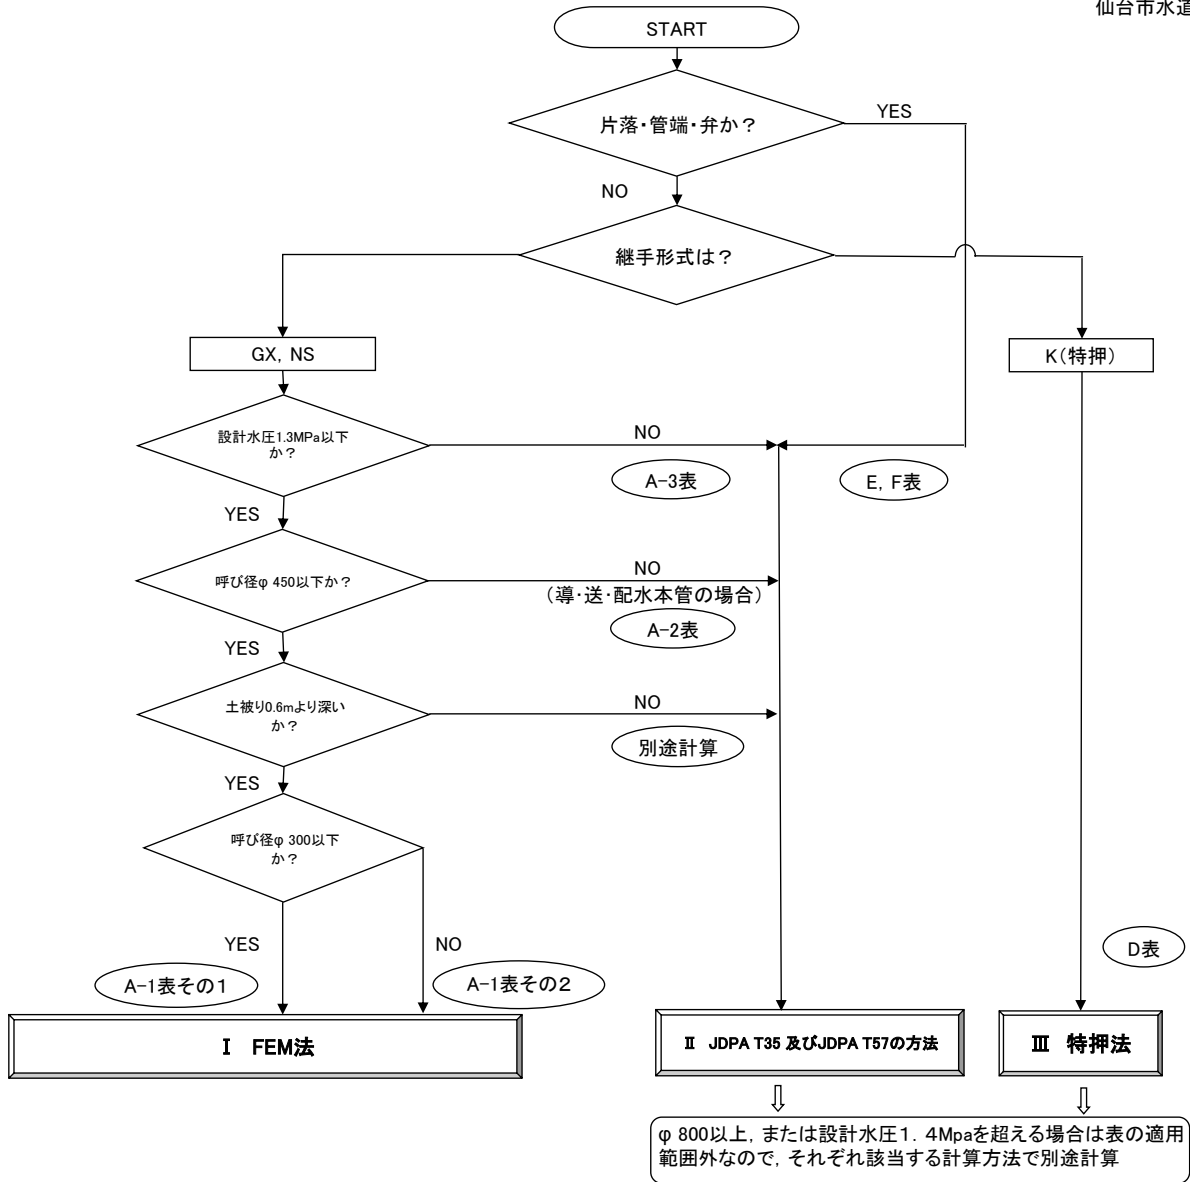 仙台市水道
START
片落・管端・弁か？
YES
NO
継手形式は？
GX, NS
K(特押)
設計水圧1.3MPa以下
か？
NO
A-3表
E, F表
YES
呼び径φ 450以下か？
NO
(導・送・配水本管の場合)
A-2表
YES
土被り0.6mより深い
か？
NO
別途計算
YES
呼び径φ 300以下
か？
YES
NO
D表
A-1表その１
A-1表その２
Ⅰ　FEM法
Ⅱ　JDPA T35 及びJDPA T57の方法
Ⅲ　特押法
φ 800以上, または設計水圧１. ４Mpaを超える場合は表の適用
範囲外なので, それぞれ該当する計算方法で別途計算